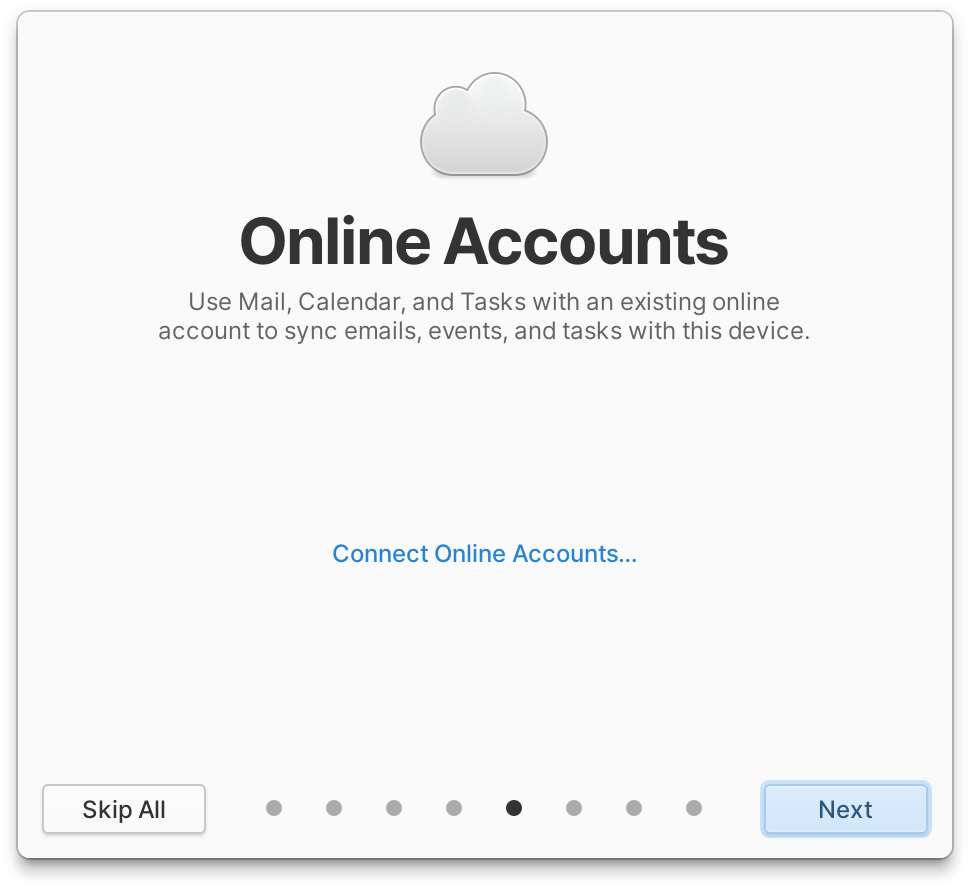 Online Accounts
Use Mail, Calendar, and Tasks with an existing online
account to sync emails, events, and tasks with this device.
Connect Online Accounts…
Skip All
Next